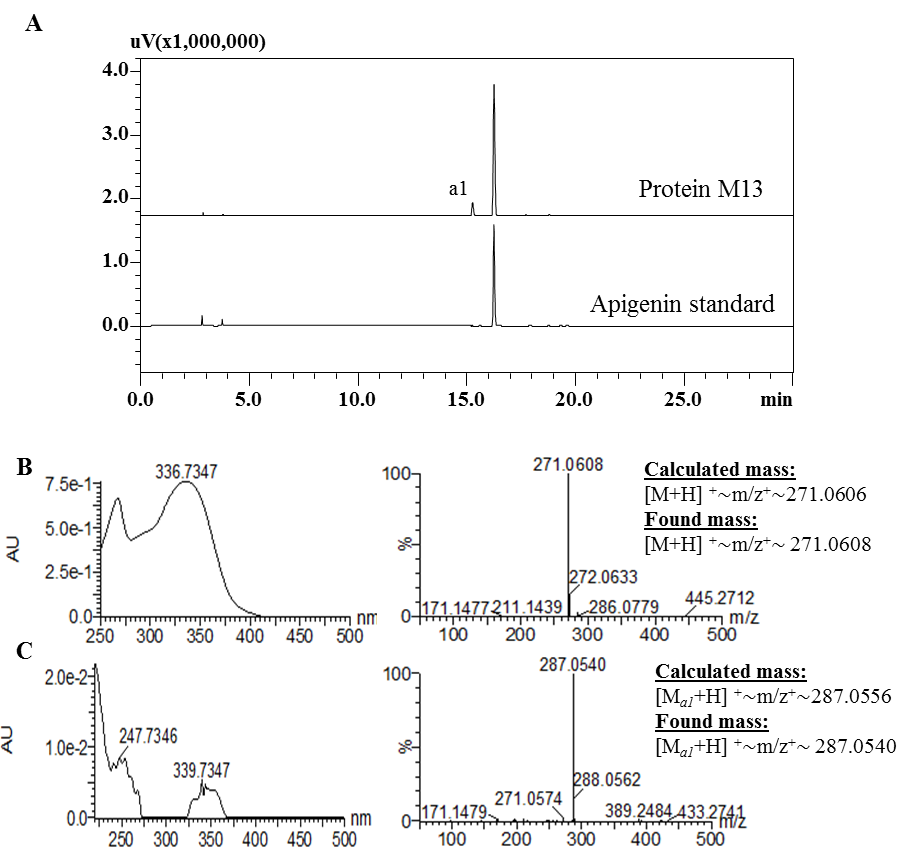 A
uV(x1,000,000)
4.0
3.0
2.0
1.0
0.0
a1
Protein M13
Apigenin standard
0.0 5.0 10.0 15.0 20.0 25.0 min
B
336.7347
7.5e-1
5.0e-1
2.5e-1
0.0
AU
250 300 350 400 450 500 nm
271.0608
100
%
0
272.0633
171.1477 211.1439 286.0779 445.2712
100 200 300 400 500 m/z
Calculated mass:
[M+H] +~m/z+~271.0606
Found mass:
[M+H] +~m/z+~ 271.0608
C
2.0e-2
1.0e-2
0.0
AU
247.7346
339.7347
250 300 350 400 450 500 nm
287.0540
100
%
0
288.0562
271.0574
171.1479 389.2484 433.2741
100 200 300 400 500 m/z
Calculated mass:
[Ma1+H] +~m/z+~287.0556
Found mass:
[Ma1+H] +~m/z+~ 287.0540